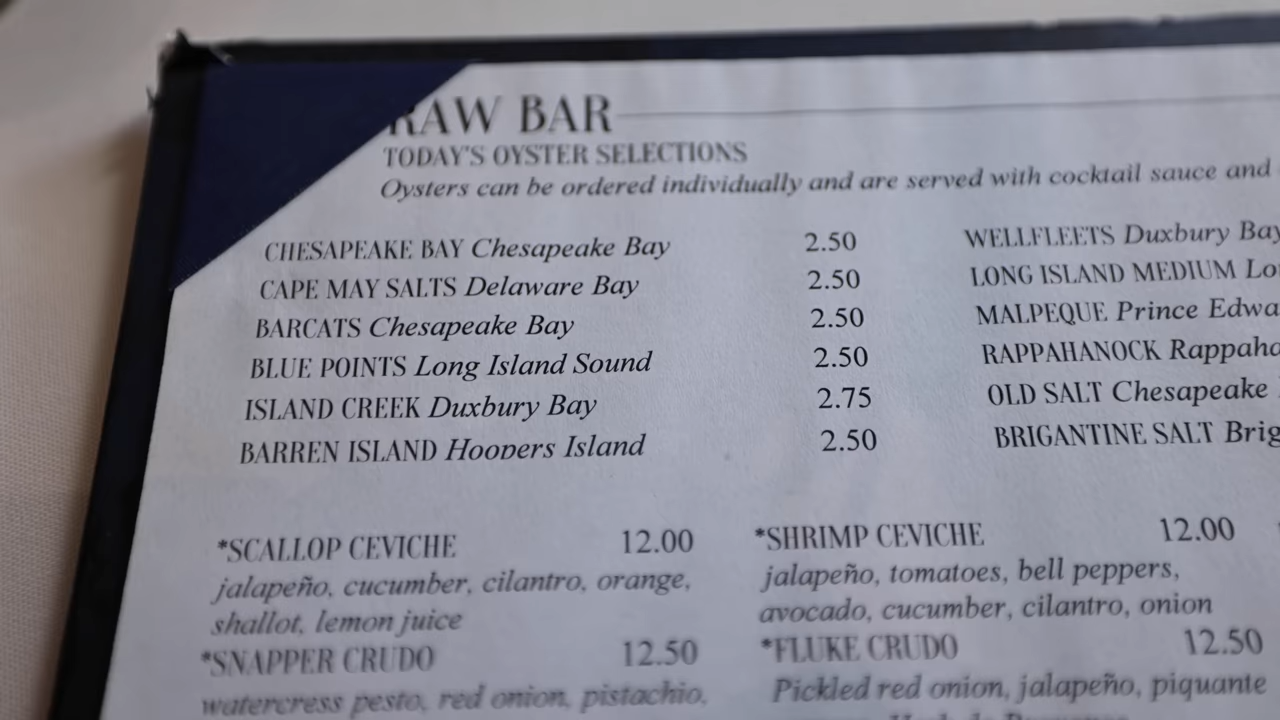 RAW BAR
TODAY'S OYSTER SELECTIONS
Oysters can be ordered individually and are served with cocktail sauce and
CHESAPEAKE BAY Chesapeake Bay 2.50 WELLFLEETS Duxbury Bay
CAPE MAY SALTS Delaware Bay 2.50 LONG ISLAND MEDIUM Lo
BARCATS Chesapeake Bay 2.50 MALPEQUE Prince Edwa
BLUE POINTS Long Island Sound 2.50 RAPPAHANOCK Rappaha
ISLAND CREEK Duxbury Bay 2.75 OLD SALT Chesapeake
BARREN ISLAND Hoopers Island 2.50 BRIGANTINE SALT Brig
*SCALLOP CEVICHE 12.00
jalapeño, cucumber, cilantro, orange,
shallot, lemon juice
*SNAPPER CRUDO 12.50
watercress pesto, red onion, pistachio,
*SHRIMP CEVICHE 12.00
jalapeño, tomatoes, bell peppers,
avocado, cucumber, cilantro, onion
*FLUKE CRUDO 12.50
Pickled red onion, jalapeño, piquante